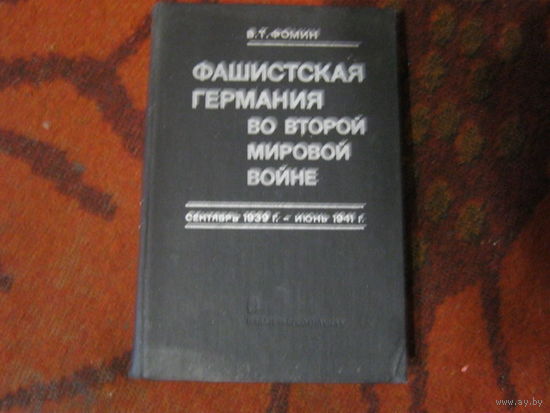 В.Т. ФОМИН
ФАШИСТСКАЯ
ГЕРМАНИЯ
ВО ВТОРОЙ
МИРОВОЙ
ВОЙНЕ
СЕНТЯБРЬ 1939 Г. – ИЮНЬ 1941 Г.
www.ay.by